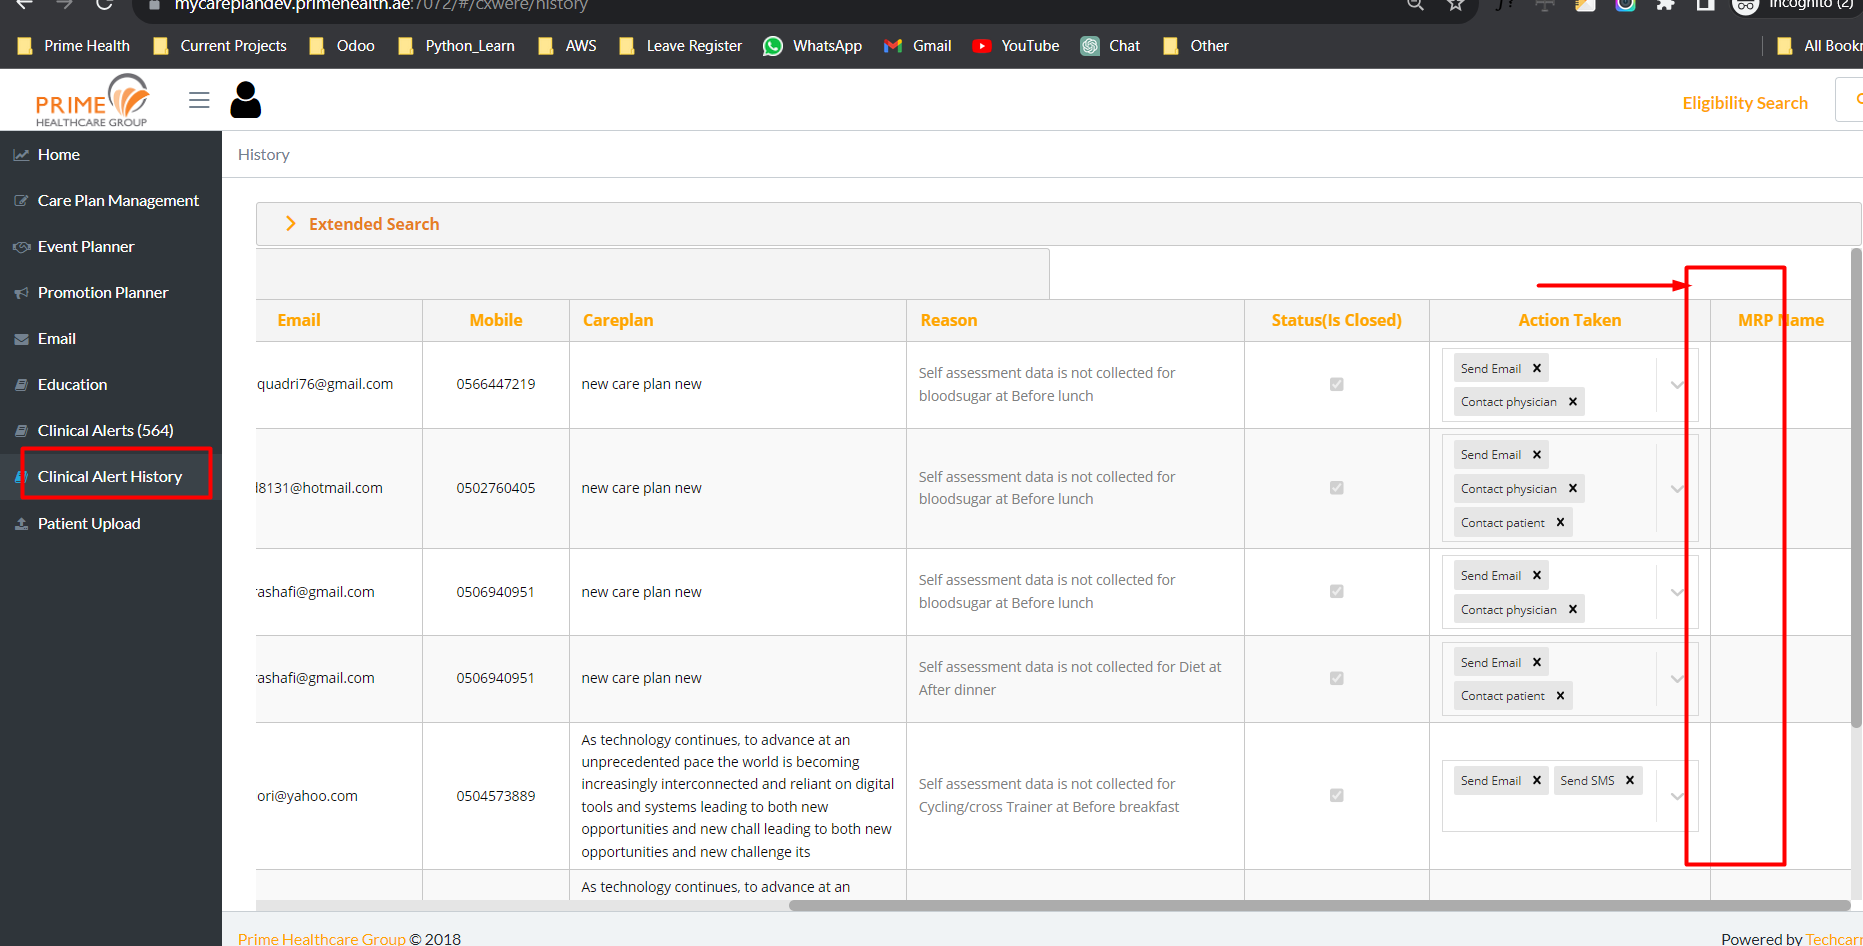 mycareplandev.primehealth.ae:7072/#/cxwere/history
Incognito (2)
Prime Health
Current Projects
Odoo
Python_Learn
AWS
Leave Register
WhatsApp
Gmail
YouTube
Chat
Other
All Bookr
PRIME
HEALTHCARE GROUP
Eligibility Search
Home
Care Plan Management
Event Planner
Promotion Planner
Email
Education
Clinical Alerts (564)
Clinical Alert History
Patient Upload
History
Extended Search
Email Mobile Careplan Reason Status(Is Closed) Action Taken MRP Name
quadri76@gmail.com 0566447219 new care plan new
Self assessment data is not collected for
bloodsugar at Before lunch
Send Email ×
Contact physician ×
8131@hotmail.com 0502760405 new care plan new
Self assessment data is not collected for
bloodsugar at Before lunch
Send Email ×
Contact physician ×
Contact patient ×
rashafi@gmail.com 0506940951 new care plan new
Self assessment data is not collected for
bloodsugar at Before lunch
Send Email ×
Contact physician ×
rashafi@gmail.com 0506940951 new care plan new
Self assessment data is not collected for Diet at
After dinner
Send Email ×
Contact patient ×
ori@yahoo.com 0504573889
As technology continues, to advance at an
unprecedented pace the world is becoming
increasingly interconnected and reliant on digital
tools and systems leading to both new
opportunities and new chall leading to both new
opportunities and new challenge its
Self assessment data is not collected for
Cycling/cross Trainer at Before breakfast
Send Email × Send SMS ×
As technology continues, to advance at an
Prime Healthcare Group © 2018
Powered by Techcarr